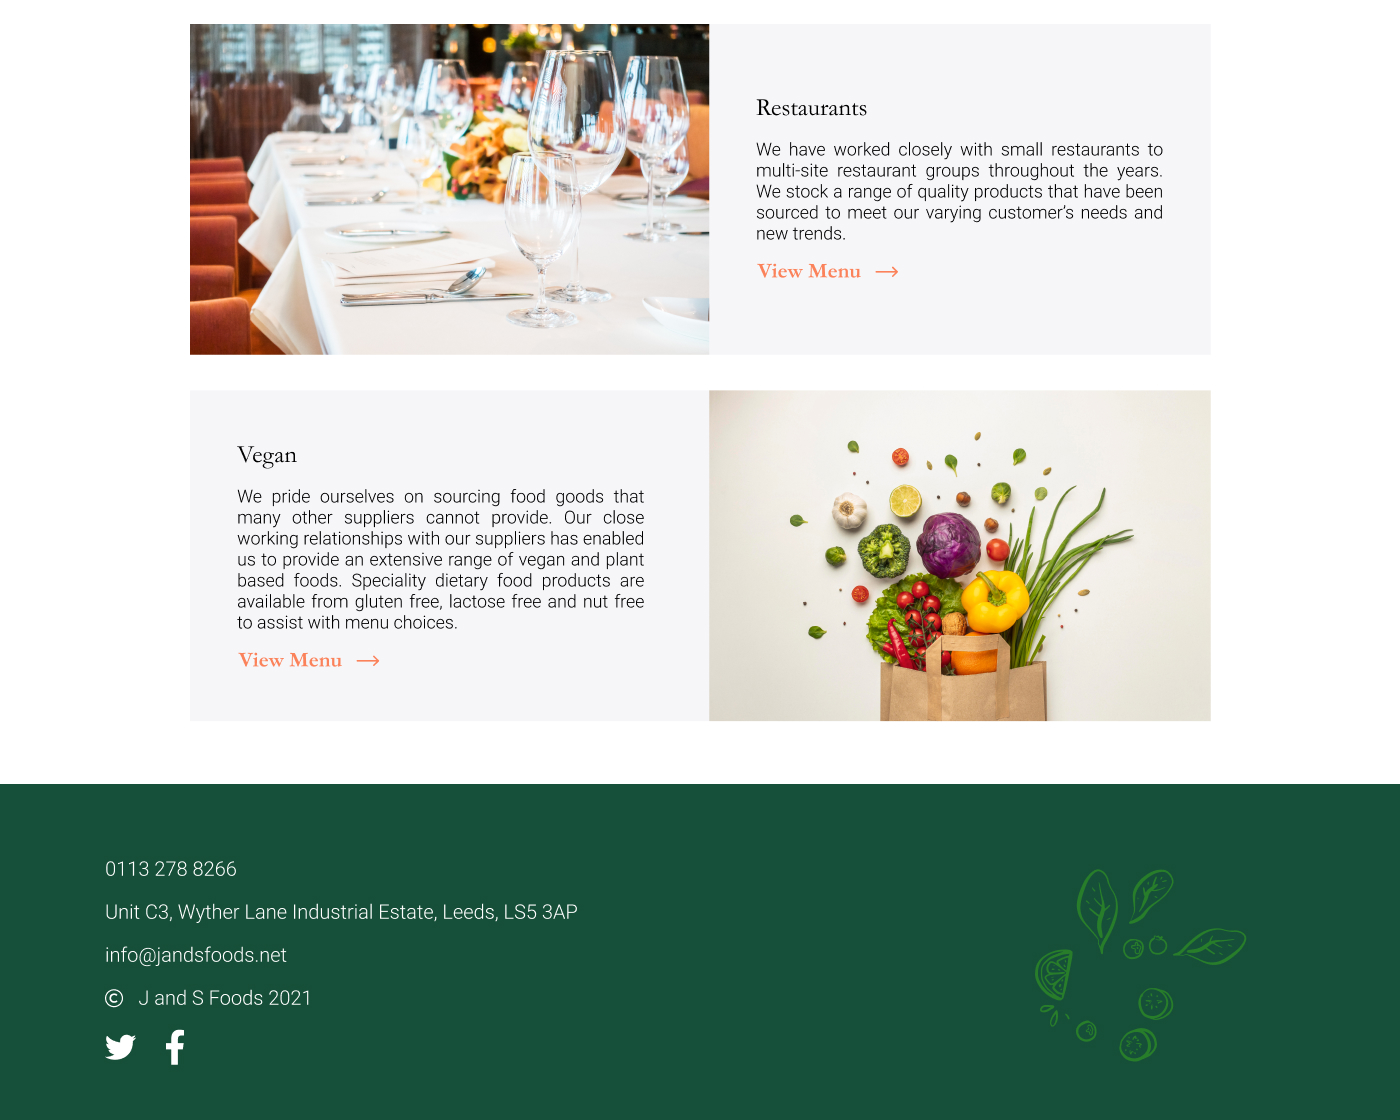 Restaurants
We have worked closely with small restaurants to
multi-site restaurant groups throughout the years.
We stock a range of quality products that have been
sourced to meet our varying customer’s needs and
new trends.
View Menu
Vegan
We pride ourselves on sourcing food goods that
many other suppliers cannot provide. Our close
working relationships with our suppliers has enabled
us to provide an extensive range of vegan and plant
based foods. Speciality dietary food products are
available from gluten free, lactose free and nut free
to assist with menu choices.
View Menu
0113 278 8266
Unit C3, Wyther Lane Industrial Estate, Leeds, LS5 3AP
info@jandsfoods.net
© J and S Foods 2021